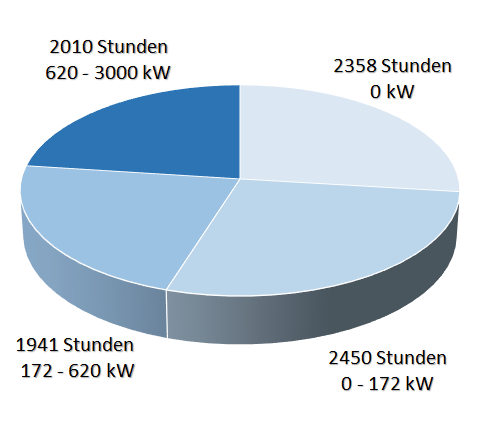 2010 Stunden
620 - 3000 kW
2358 Stunden
0 kW
1941 Stunden
172 - 620 kW
2450 Stunden
0 - 172 kW